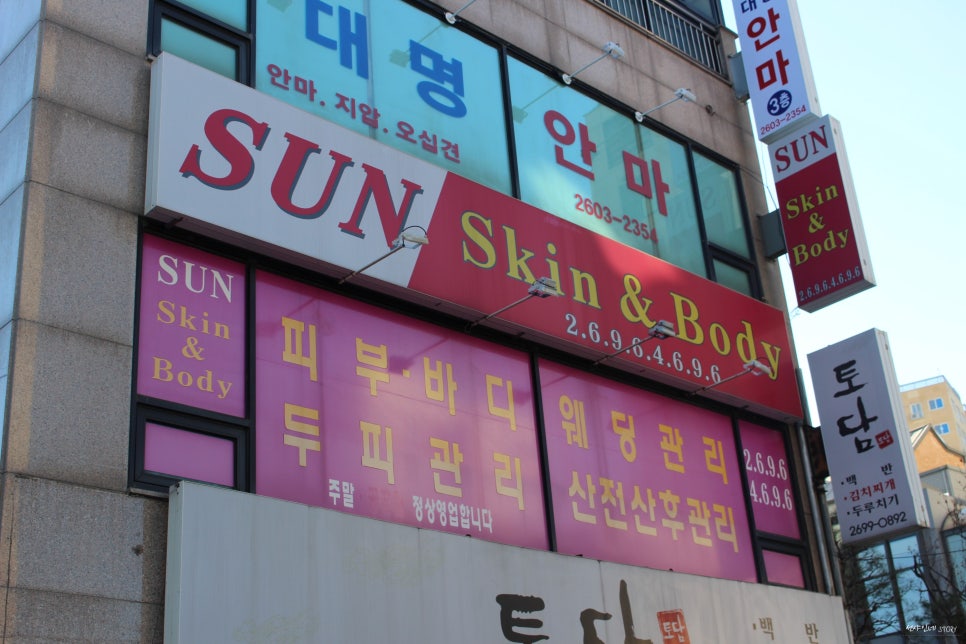 대명
안마. 지압. 오십견
안마
2603-2354
안마
3층
2603-2354
SUN
Skin & Body
2.6.9.6.4.6.9.6
SUN
Skin
&
Body
2.6.9.6.4.6.9.6
SUN
Skin
&
Body
피부·바디
두피관리
주말 정상영업합니다
웨딩관리
산전산후관리
2.6.9.6
4.6.9.6
토담
토담
·백 반
·김치찌개
·두루치기
2699-0892
토담
토담
·백 반